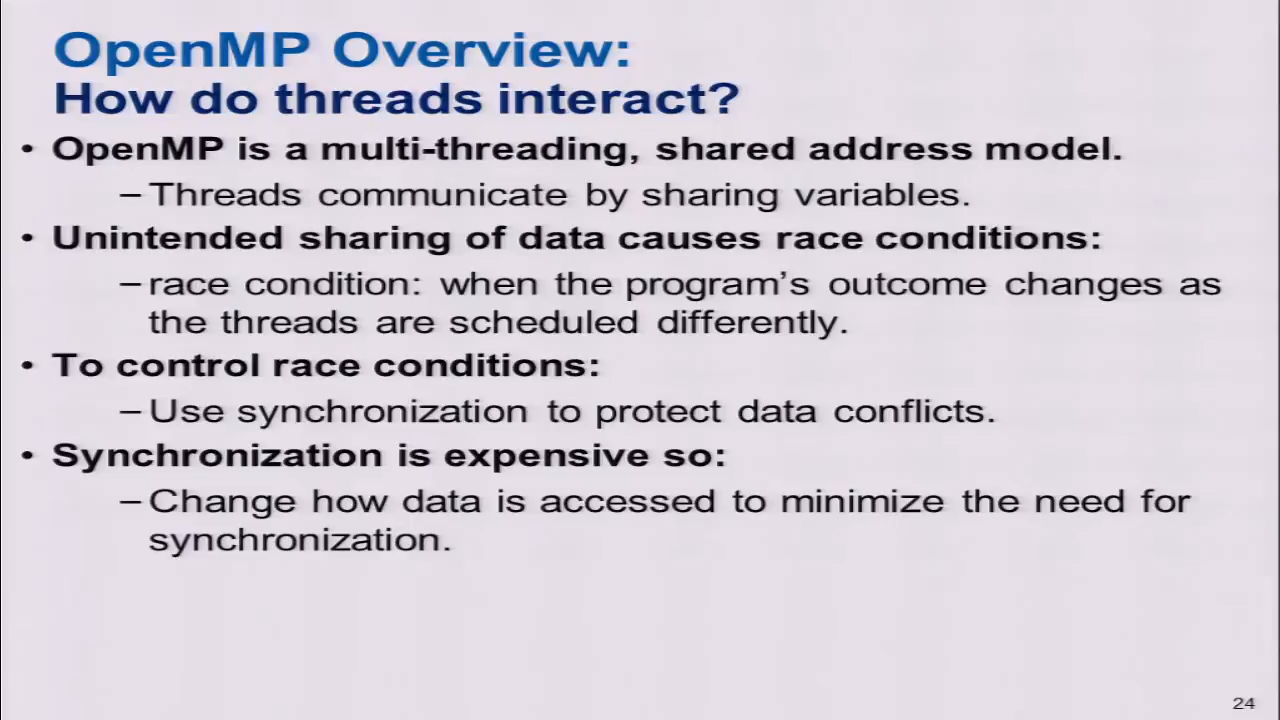 OpenMP Overview:
How do threads interact?
• OpenMP is a multi-threading, shared address model.
– Threads communicate by sharing variables.
• Unintended sharing of data causes race conditions:
– race condition: when the program’s outcome changes as
the threads are scheduled differently.
• To control race conditions:
– Use synchronization to protect data conflicts.
• Synchronization is expensive so:
– Change how data is accessed to minimize the need for
synchronization.
24